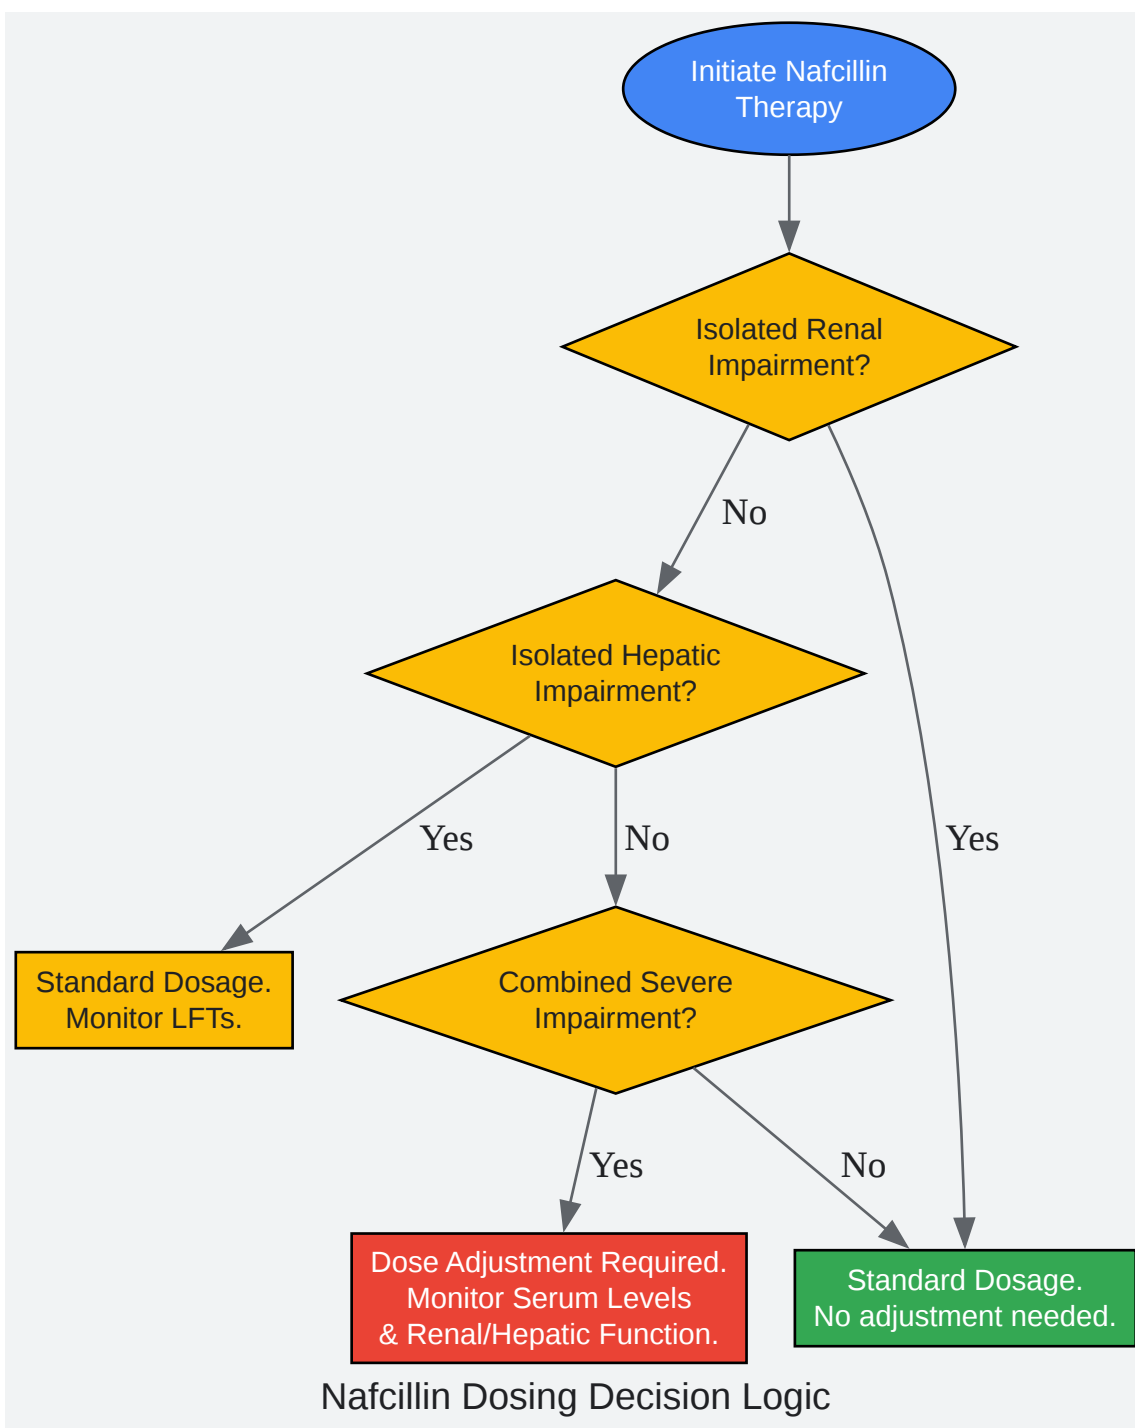 Initiate Nafcillin
Therapy
Isolated Renal
Impairment?
No
Isolated Hepatic
Impairment?
Yes
No
Yes
Standard Dosage.
Monitor LFTs.
Combined Severe
Impairment?
Yes
No
Dose Adjustment Required.
Monitor Serum Levels
& Renal/Hepatic Function.
Standard Dosage.
No adjustment needed.
Nafcillin Dosing Decision Logic